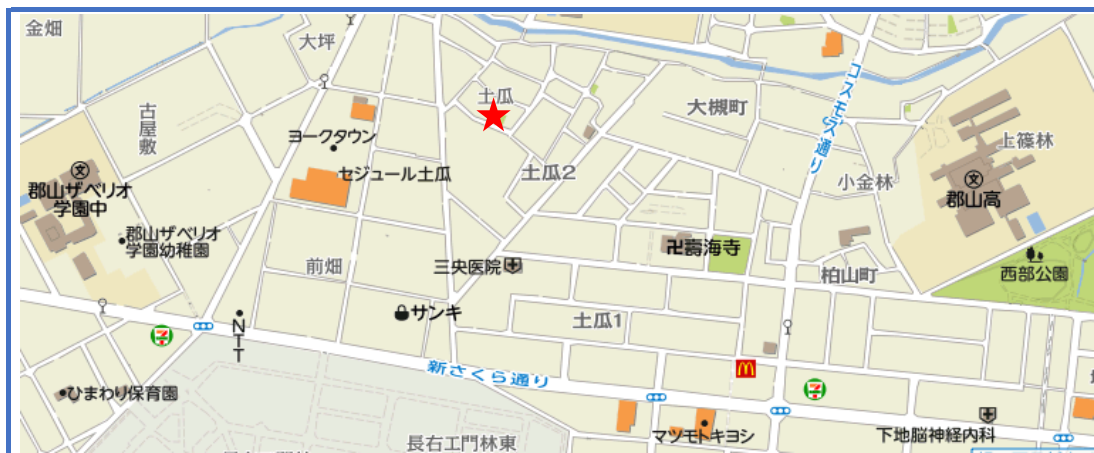 金畑
大坪
古屋
敷
ヨークタウン
セジュール土瓜
土瓜
土瓜2
大槻町
コスモス通り
小金林
上篠林
文
郡山高
文
郡山ザベリオ
学園中
郡山ザベリオ
学園幼稚園
前畑
三央医院
卍壽海寺
柏山町
西部公園
サンキ
土瓜1
NTT
7
新さくら通り
M
7
ひまわり保育園
長右エ門林東
マツモトキヨシ
下地脳神経内科